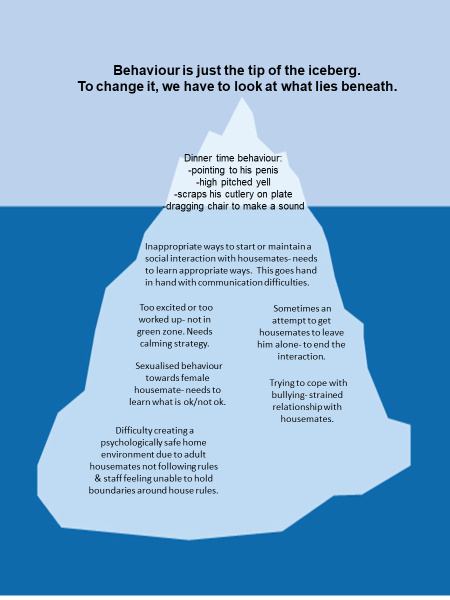 Behaviour is just the tip of the iceberg.
To change it, we have to look at what lies beneath.
Dinner time behaviour:
-pointing to his penis
-high pitched yell
-scraps his cutlery on plate
-dragging chair to make a sound
Inappropriate ways to start or maintain a
social interaction with housemates- needs
to learn appropriate ways. This goes hand
in hand with communication difficulties.
Too excited or too
worked up- not in
green zone. Needs
calming strategy.
Sometimes an
attempt to get
housemates to leave
him alone- to end the
interaction.
Sexualised behaviour
towards female
housemate- needs to
learn what is ok/not ok.
Trying to cope with
bullying- strained
relationship with
housemates.
Difficulty creating a
psychologically safe home
environment due to adult
housemates not following rules
& staff feeling unable to hold
boundaries around house rules.